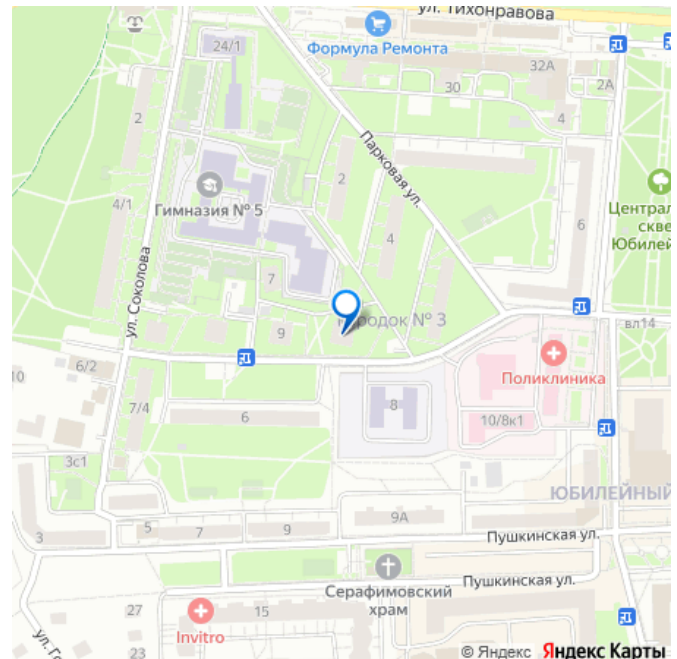 ул. Тихонравова
24/1
Формула Ремонта
32А
30
2А
4
2
Парковая ул.
2
Гимназия № 5
4/1
Централ
скве
Юбилей
6
4
ул. Соколова
7
9
родок № 3
вл14
6/2
10
Поликлиника
7/4
6
8
10/8к1
3с1
ЮБИЛЕЙНЫЙ
9А
3
5
7
9
Пушкинская ул.
Серафимовский
храм
Пушкинская ул.
27
15
Invitro
23
ул. Го
© Яндекс Яндекс Карты